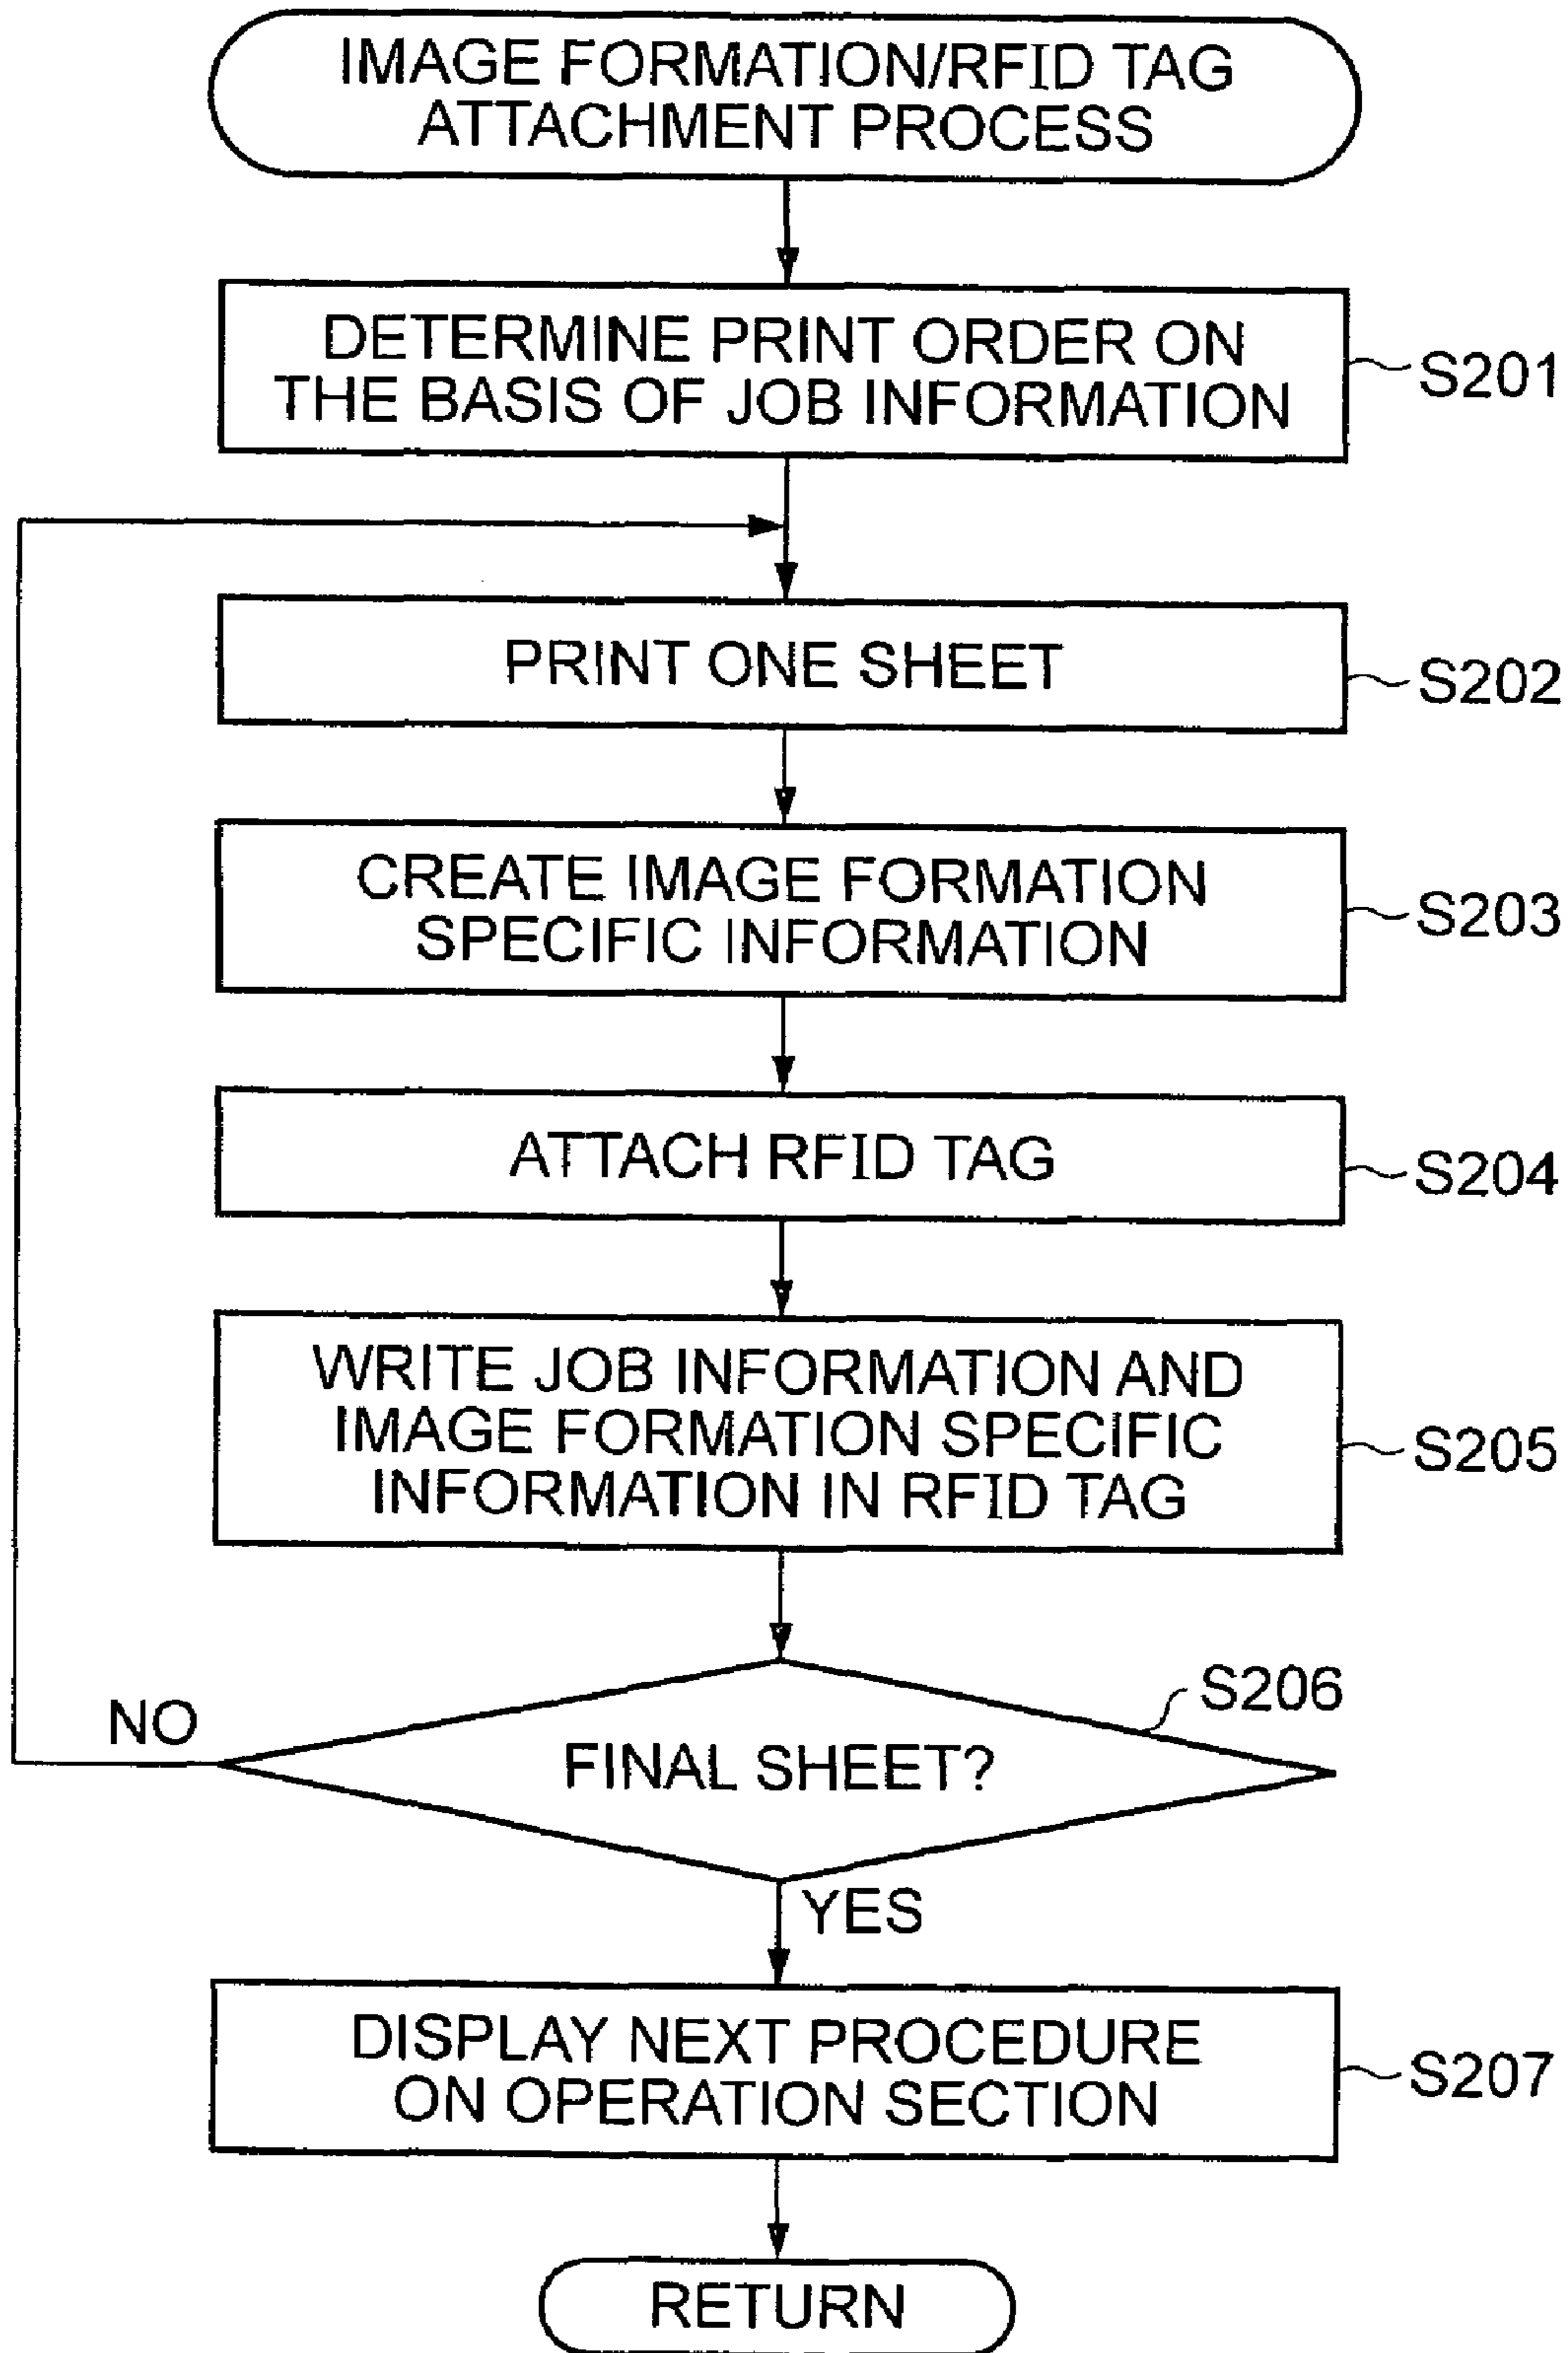 IMAGE FORMATION/RFID TAG
ATTACHMENT PROCESS
DETERMINE PRINT ORDER ON
THE BASIS OF JOB INFORMATION
S201
PRINT ONE SHEET
S202
CREATE IMAGE FORMATION
SPECIFIC INFORMATION
S203
ATTACH RFID TAG
S204
WRITE JOB INFORMATION AND
IMAGE FORMATION SPECIFIC
INFORMATION IN RFID TAG
S205
S206
NO
FINAL SHEET?
YES
DISPLAY NEXT PROCEDURE
ON OPERATION SECTION
S207
RETURN